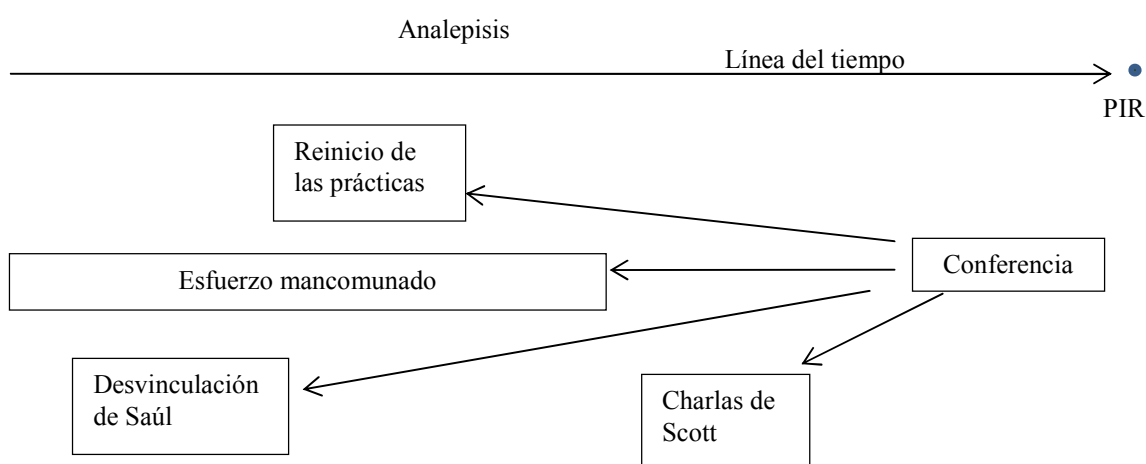 Analepisis
Línea del tiempo
PIR
Reinicio de
las prácticas
Esfuerzo mancomunado
Conferencia
Desvinculación
de Saúl
Charlas de
Scott